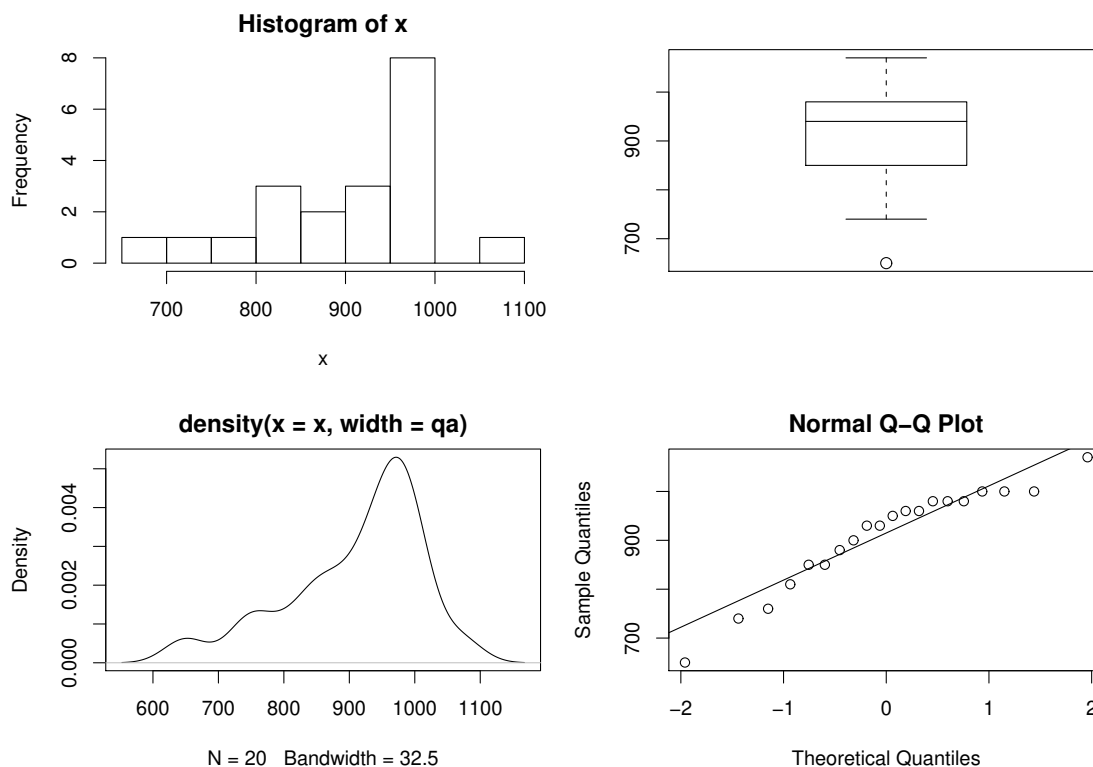 Histogram of x
Frequency
0
2
4
6
8
700 800 900 1000 1100
x
700
900
density(x = x, width = qa)
Density
0.000
0.002
0.004
600 700 800 900 1000 1100
N = 20 Bandwidth = 32.5
Normal Q−Q Plot
Sample Quantiles
700
900
−2 −1 0 1 2
Theoretical Quantiles